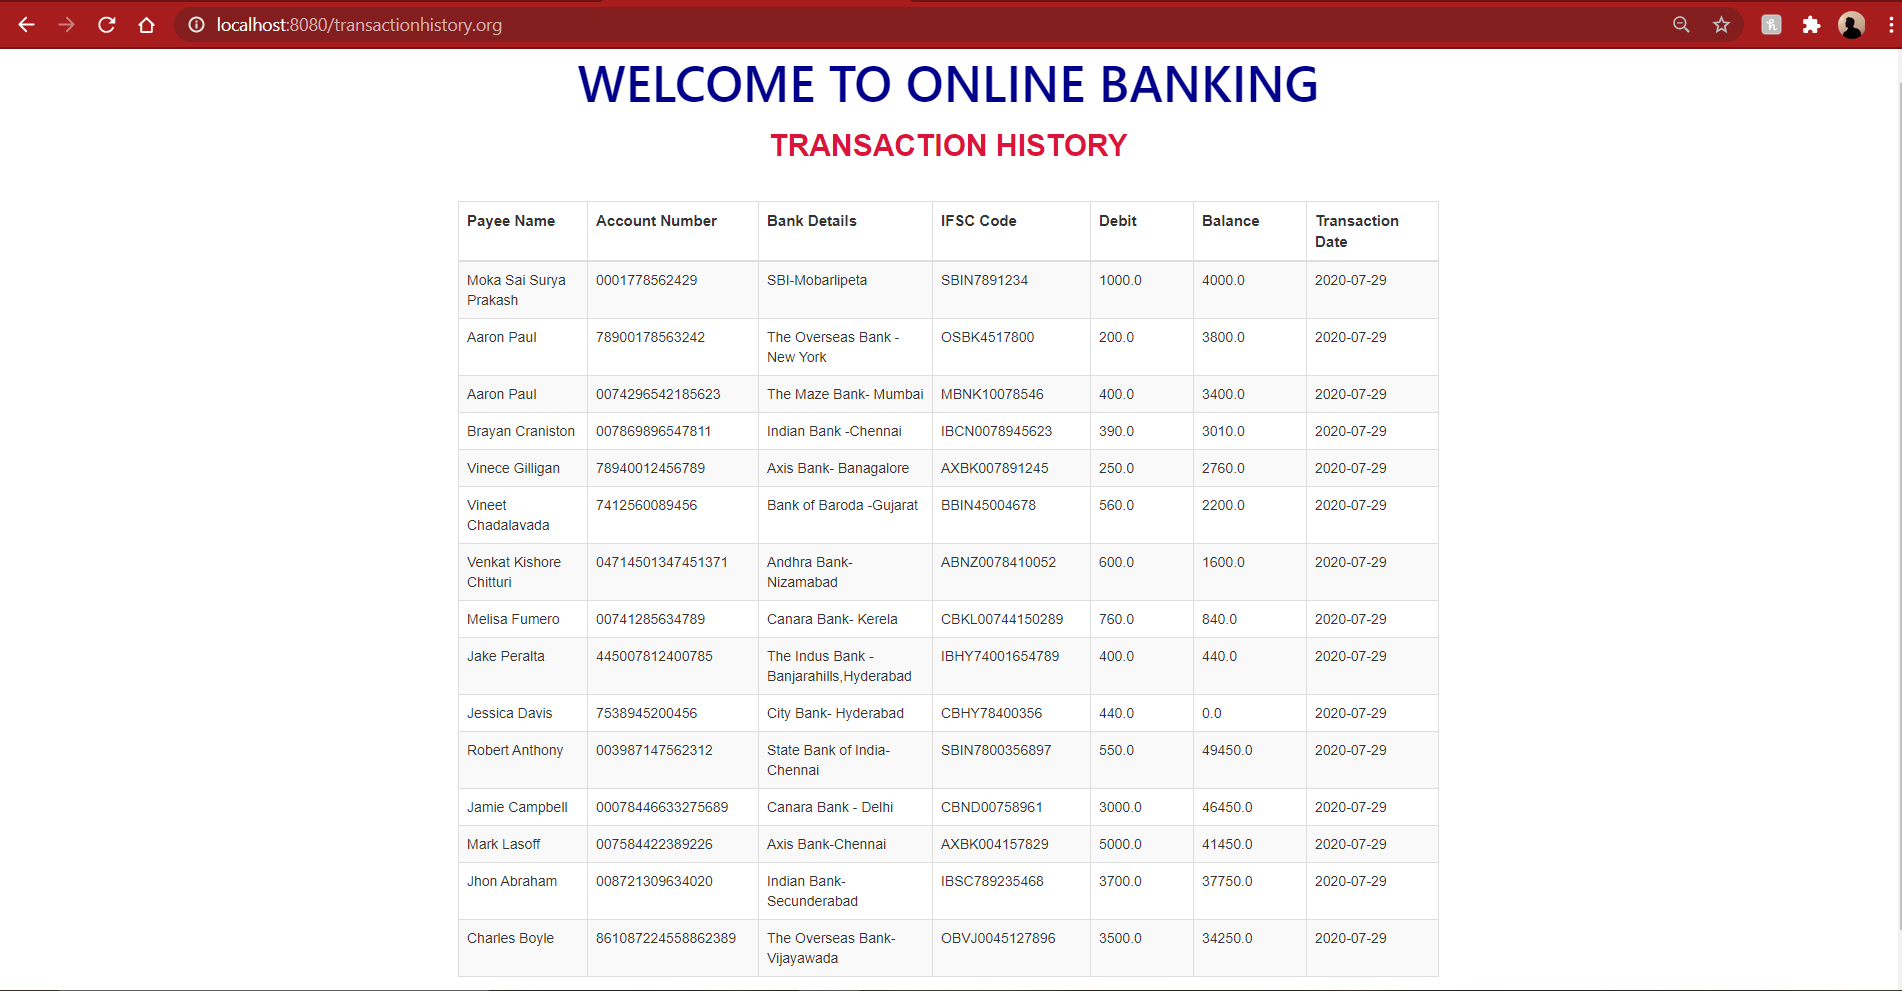 localhost:8080/transactionhistory.org
WELCOME TO ONLINE BANKING
TRANSACTION HISTORY
Payee Name Account Number Bank Details IFSC Code Debit Balance Transaction
Date
Moka Sai Surya 0001778562429 SBI-Mobarlipeta SBIN7891234 1000.0 4000.0 2020-07-29
Prakash
Aaron Paul 78900178563242 The Overseas Bank - OSBK4517800 200.0 3800.0 2020-07-29
New York
Aaron Paul 0074296542185623 The Maze Bank- Mumbai MBNK10078546 400.0 3400.0 2020-07-29
Brayan Craniston 007869896547811 Indian Bank -Chennai IBCN0078945623 390.0 3010.0 2020-07-29
Vinece Gilligan 78940012456789 Axis Bank- Banagalore AXBK007891245 250.0 2760.0 2020-07-29
Vineet 7412560089456 Bank of Baroda -Gujarat BBIN45004678 560.0 2200.0 2020-07-29
Chadalavada
Venkat Kishore 04714501347451371 Andhra Bank- ABNZ0078410052 600.0 1600.0 2020-07-29
Chitturi Nizamabad
Melisa Fumero 00741285634789 Canara Bank- Kerela CBKL00744150289 760.0 840.0 2020-07-29
Jake Peralta 445007812400785 The Indus Bank - IBHY74001654789 400.0 440.0 2020-07-29
Banjarahills,Hyderabad
Jessica Davis 7538945200456 City Bank- Hyderabad CBHY78400356 440.0 0.0 2020-07-29
Robert Anthony 003987147562312 State Bank of India- SBIN7800356897 550.0 49450.0 2020-07-29
Chennai
Jamie Campbell 00078446633275689 Canara Bank - Delhi CBND00758961 3000.0 46450.0 2020-07-29
Mark Lasoff 007584422389226 Axis Bank-Chennai AXBK004157829 5000.0 41450.0 2020-07-29
Jhon Abraham 008721309634020 Indian Bank- IBSC789235468 3700.0 37750.0 2020-07-29
Secunderabad
Charles Boyle 861087224558862389 The Overseas Bank- OBVJ0045127896 3500.0 34250.0 2020-07-29
Vijayawada